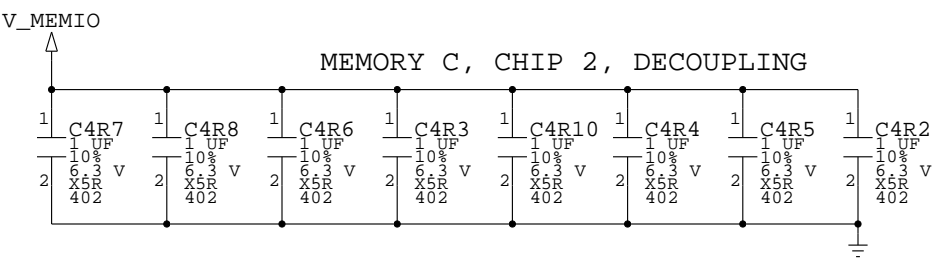 V_MEMIO
MEMORY C, CHIP 2, DECOUPLING
1
C4R7
1 UF
10%
6.3 V
X5R
402
2
1
C4R8
1 UF
10%
6.3 V
X5R
402
2
1
C4R6
1 UF
10%
6.3 V
X5R
402
2
1
C4R3
1 UF
10%
6.3 V
X5R
402
2
1
C4R10
1 UF
10%
6.3 V
X5R
402
2
1
C4R4
1 UF
10%
6.3 V
X5R
402
2
1
C4R5
1 UF
10%
6.3 V
X5R
402
2
1
C4R2
1 UF
10%
6.3 V
X5R
402
2